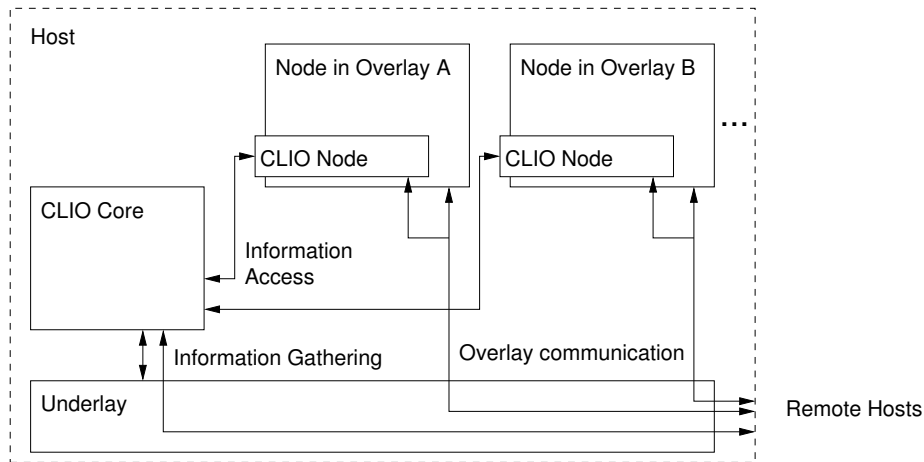 Host
Node in Overlay A
Node in Overlay B
...
CLIO Node
CLIO Node
CLIO Core
Information
Access
Information Gathering
Overlay communication
Underlay
Remote Hosts